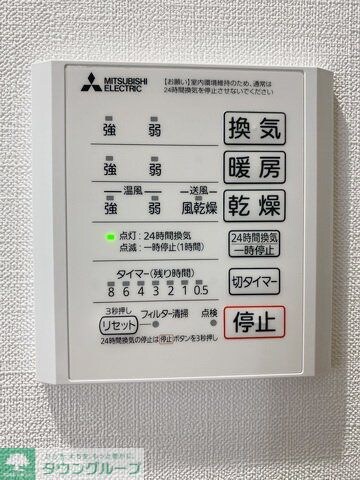 MITSUBISHI
ELECTRIC
【お願い】室内環境維持のため、通常は
24時間換気を停止させないでください
強 弱 換気
強 弱 暖房
温風 送風
強 弱 風乾燥 乾燥
点灯:24時間換気
点滅:一時停止(1時間)
24時間換気
一時停止
タイマー(残り時間)
8 6 4 3 2 1 0.5
切タイマー
3秒押し
リセット フィルター清掃 点検
停止
24時間換気の停止は停止ボタンを3秒押し
タウングループ